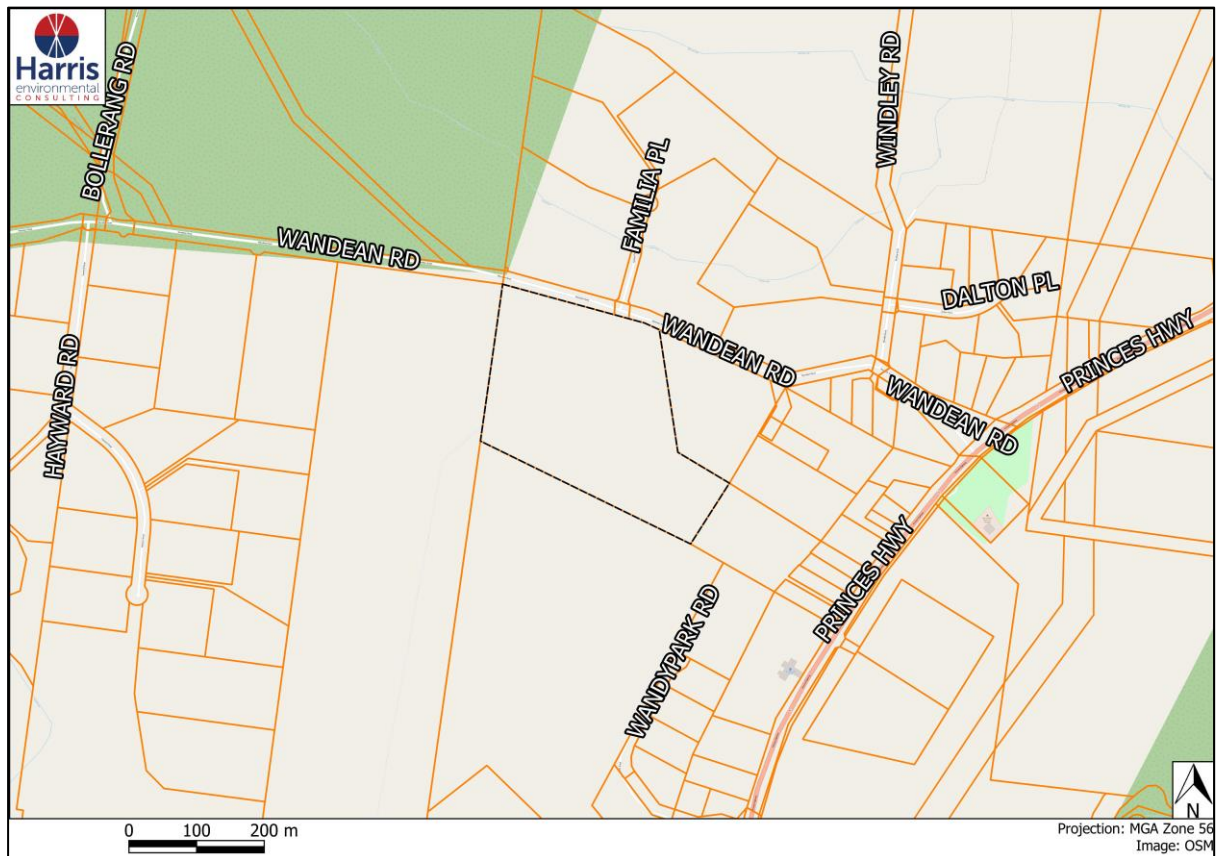 Harris
environmental
CONSULTING
BOLLERANG RD
WINDLEY RD
FAMILIA PL
WANDEAN RD
DALTON PL
WANDEAN RD
PRINCES HWY
HAYWARD RD
WANDEAN RD
PRINCES HWY
WANDYPARK RD
N
0 100 200 m
Projection: MGA Zone 56
Image: OSM